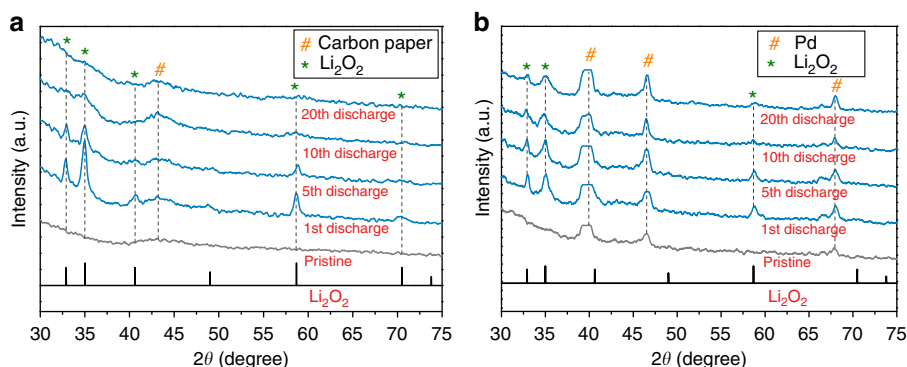 a
# Carbon paper
* Li₂O₂
* * * # * *
20th discharge
10th discharge
5th discharge
1st discharge
Pristine
Li₂O₂
Intensity (a.u.)
30 35 40 45 50 55 60 65 70 75
2θ (degree)
b
# Pd
* Li₂O₂
* * # # * #
20th discharge
10th discharge
5th discharge
1st discharge
Pristine
Li₂O₂
Intensity (a.u.)
30 35 40 45 50 55 60 65 70 75
2θ (degree)